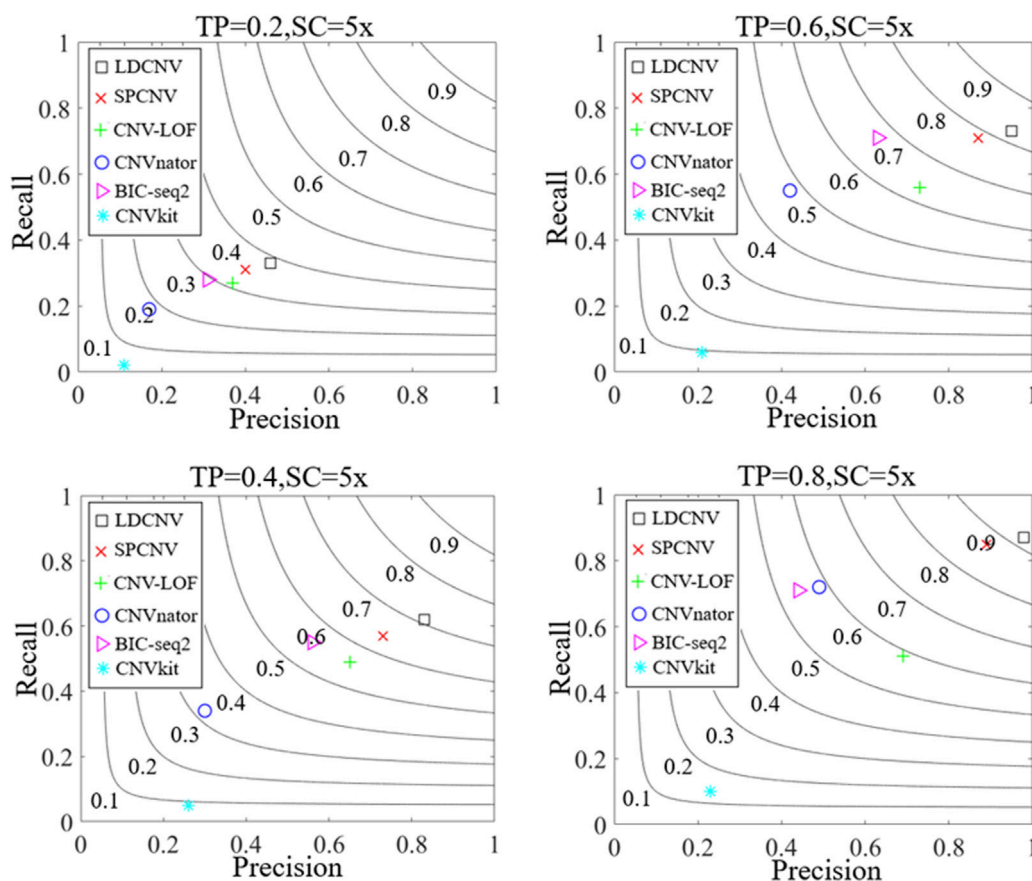 TP=0.2,SC=5x
1
0.8
0.6
0.4
0.2
0
Recall
LDCNV
SPCNV
CNV-LOF
CNVnator
BIC-seq2
CNVkit
0.9
0.8
0.7
0.6
0.5
0.4
0.3
0.2
0.1
0 0.2 0.4 0.6 0.8 1
Precision
TP=0.6,SC=5x
1
0.8
0.6
0.4
0.2
0
Recall
LDCNV
SPCNV
CNV-LOF
CNVnator
BIC-seq2
CNVkit
0.9
0.8
0.7
0.6
0.5
0.4
0.3
0.2
0.1
0 0.2 0.4 0.6 0.8 1
Precision
TP=0.4,SC=5x
1
0.8
0.6
0.4
0.2
0
Recall
LDCNV
SPCNV
CNV-LOF
CNVnator
BIC-seq2
CNVkit
0.9
0.8
0.7
0.6
0.5
0.4
0.3
0.2
0.1
0 0.2 0.4 0.6 0.8 1
Precision
TP=0.8,SC=5x
1
0.8
0.6
0.4
0.2
0
Recall
LDCNV
SPCNV
CNV-LOF
CNVnator
BIC-seq2
CNVkit
0.9
0.8
0.7
0.6
0.5
0.4
0.3
0.2
0.1
0 0.2 0.4 0.6 0.8 1
Precision